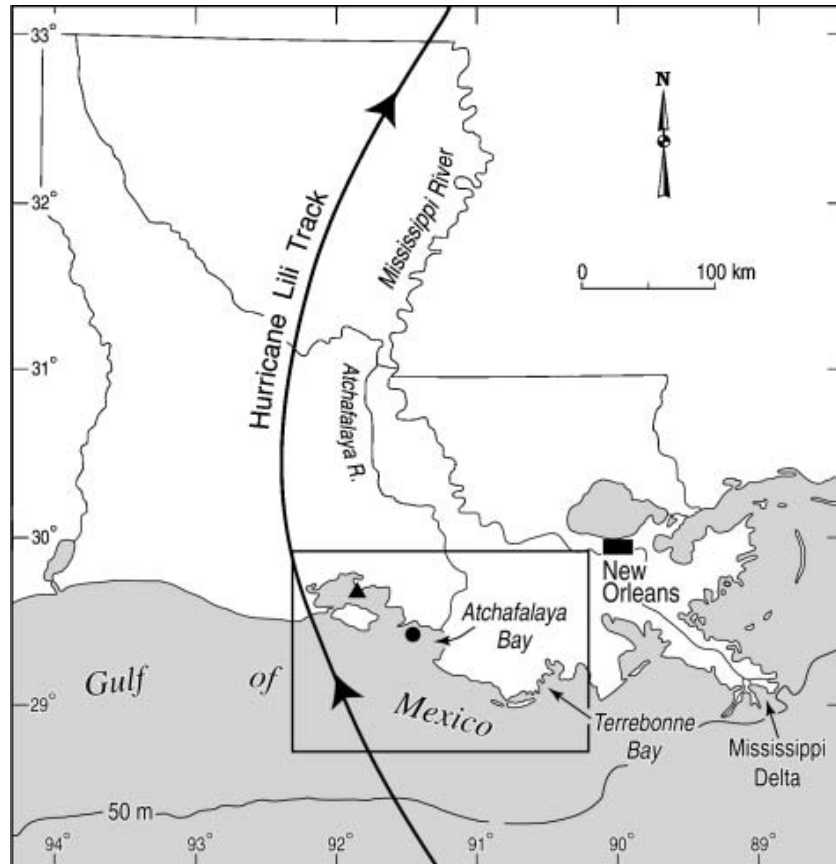 33°
32°
31°
30°
29°
N
0 100 km
Hurricane Lili Track
Mississippi River
Atchafalaya R.
New
Orleans
Atchafalaya
Bay
Gulf of Mexico
Terrebonne
Bay
Mississippi
Delta
50 m
94° 93° 92° 91° 90° 89°